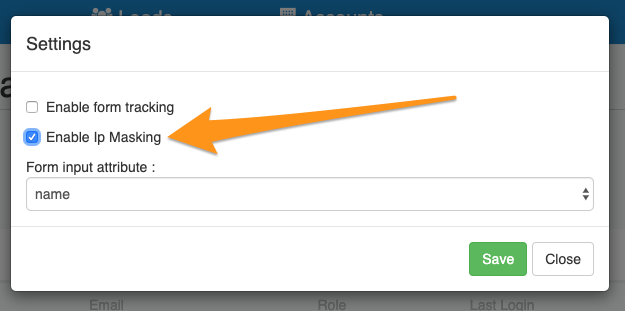 Leads Accounts
Settings
Enable form tracking
Enable Ip Masking
Form input attribute :
name
Save Close
Email Role Last Login